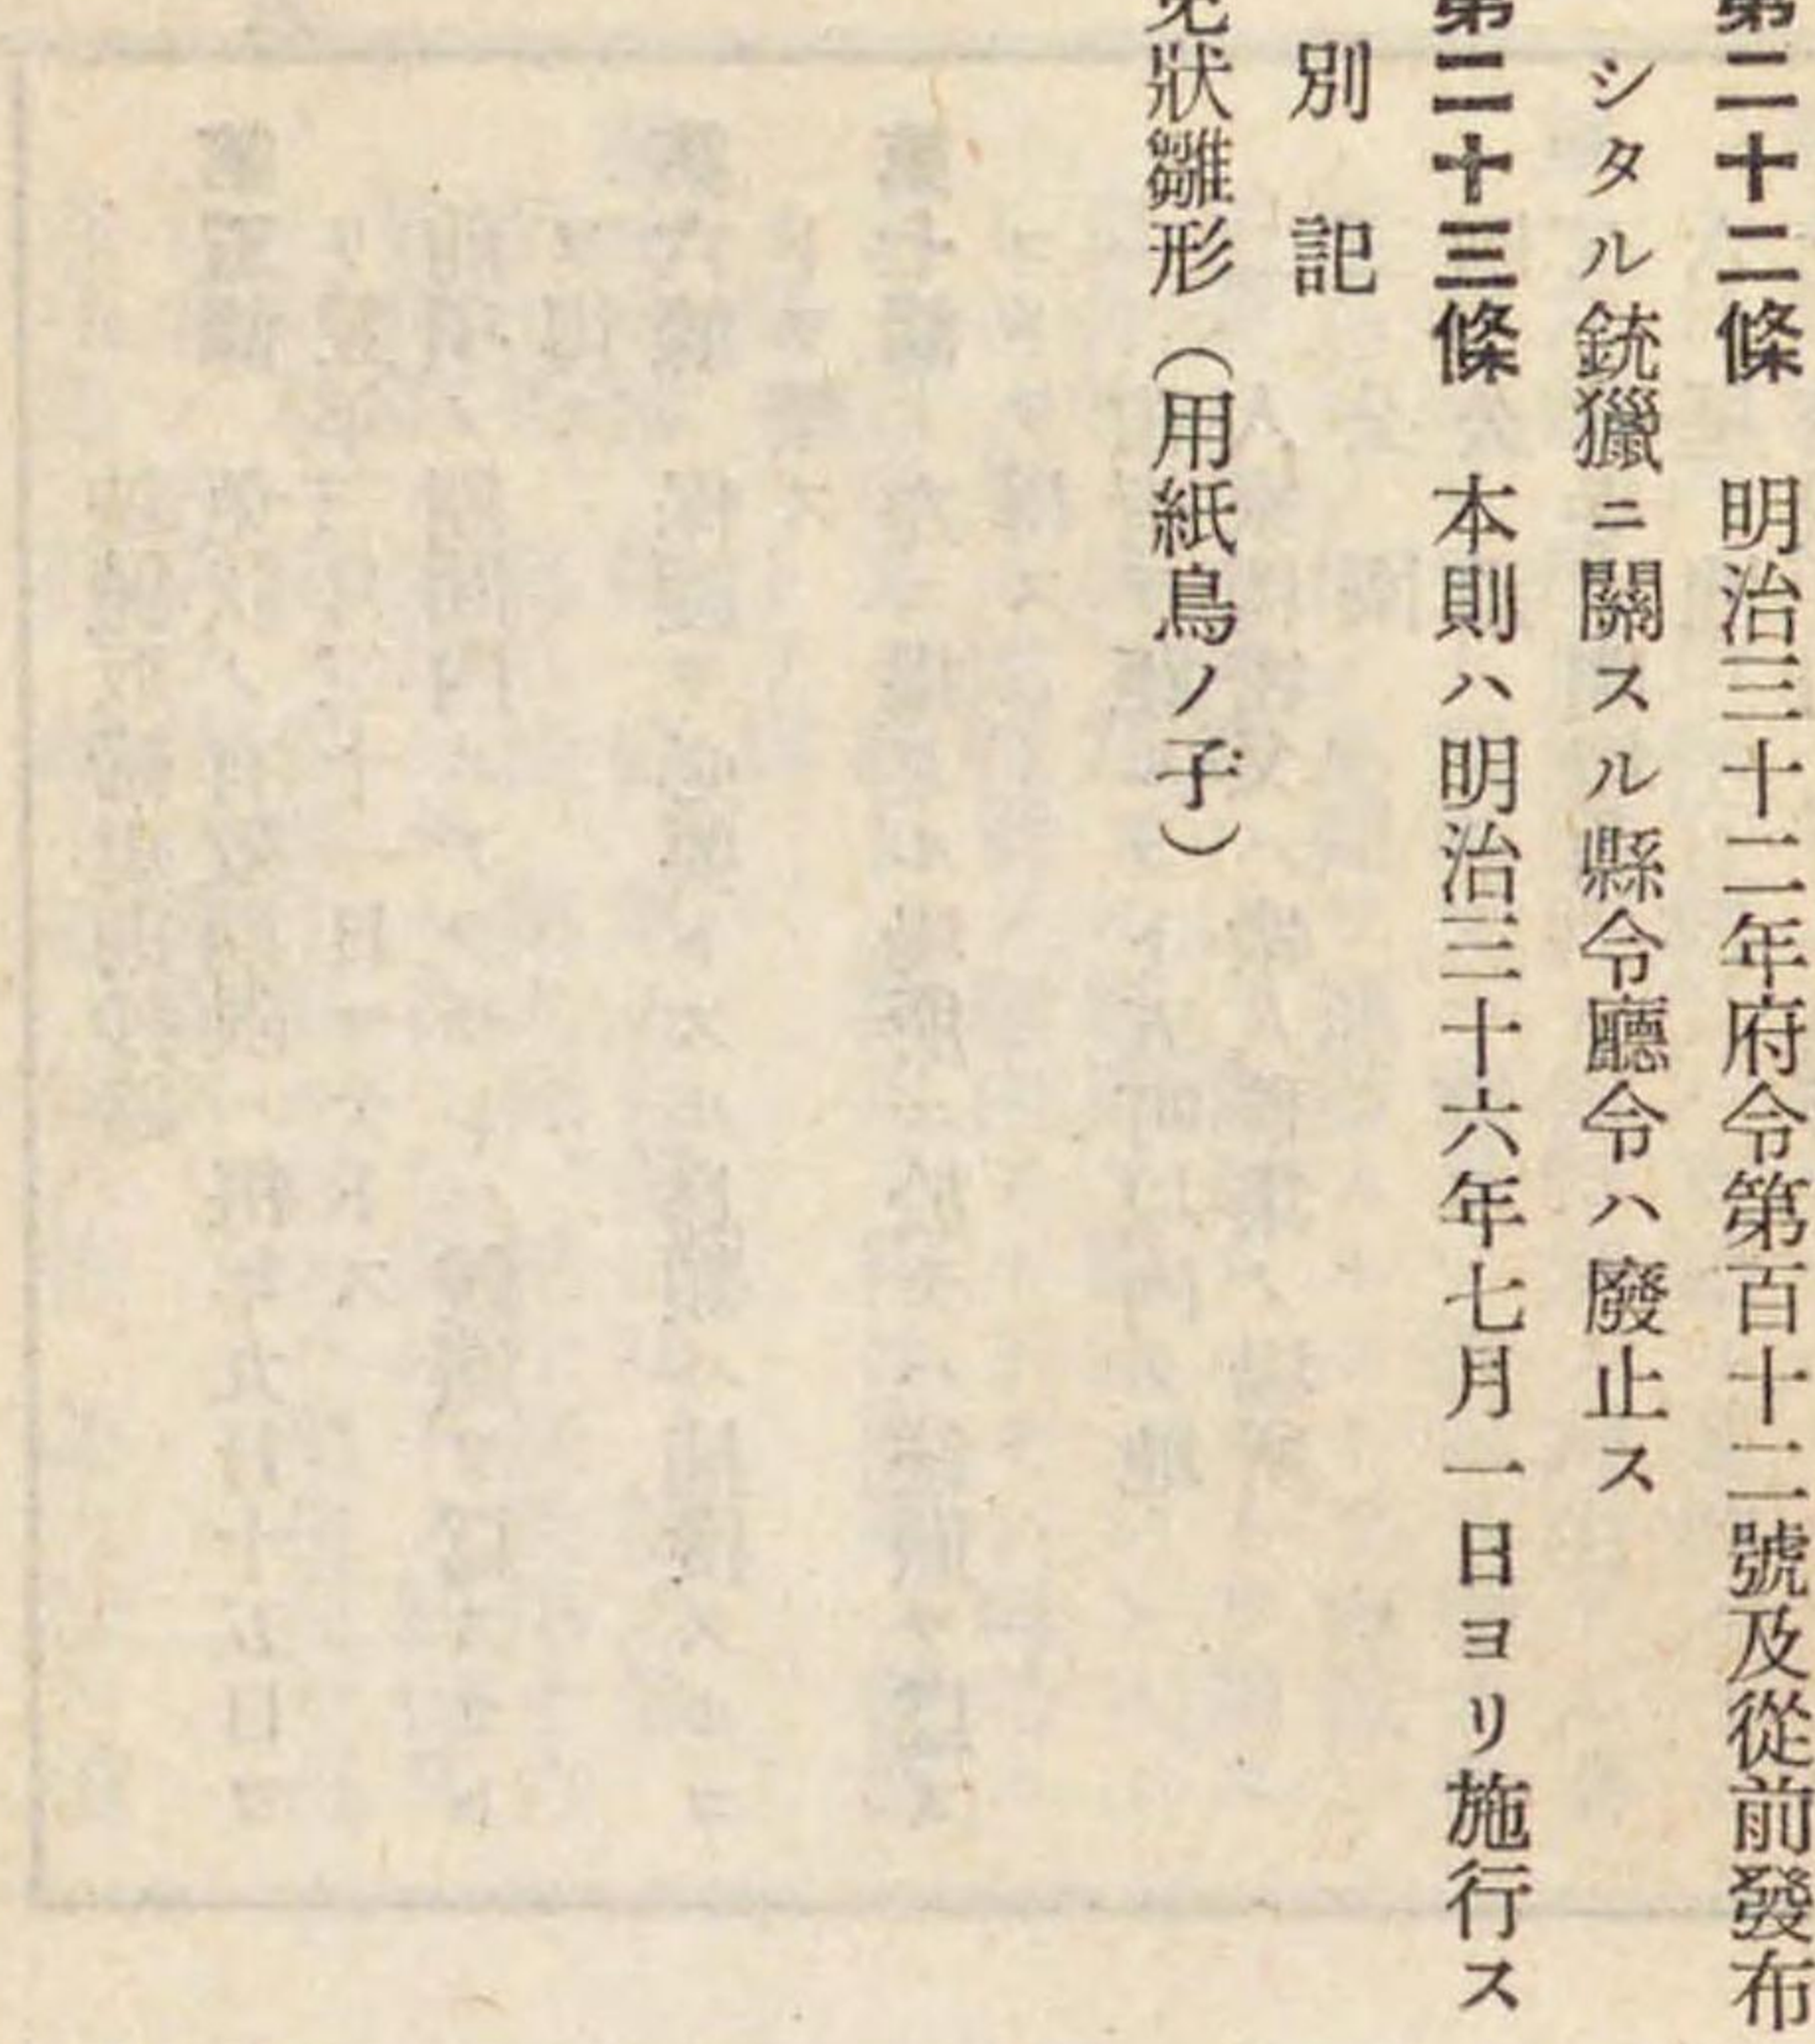 第二十二條　明治三十二年府令第百十二號及從前發布
シタル銃獵ニ關スル縣令廳令ハ廢止ス
第二十三條　本則ハ明治三十六年七月一日ヨリ施行ス
別記
免狀雛形（用紙鳥ノ子）